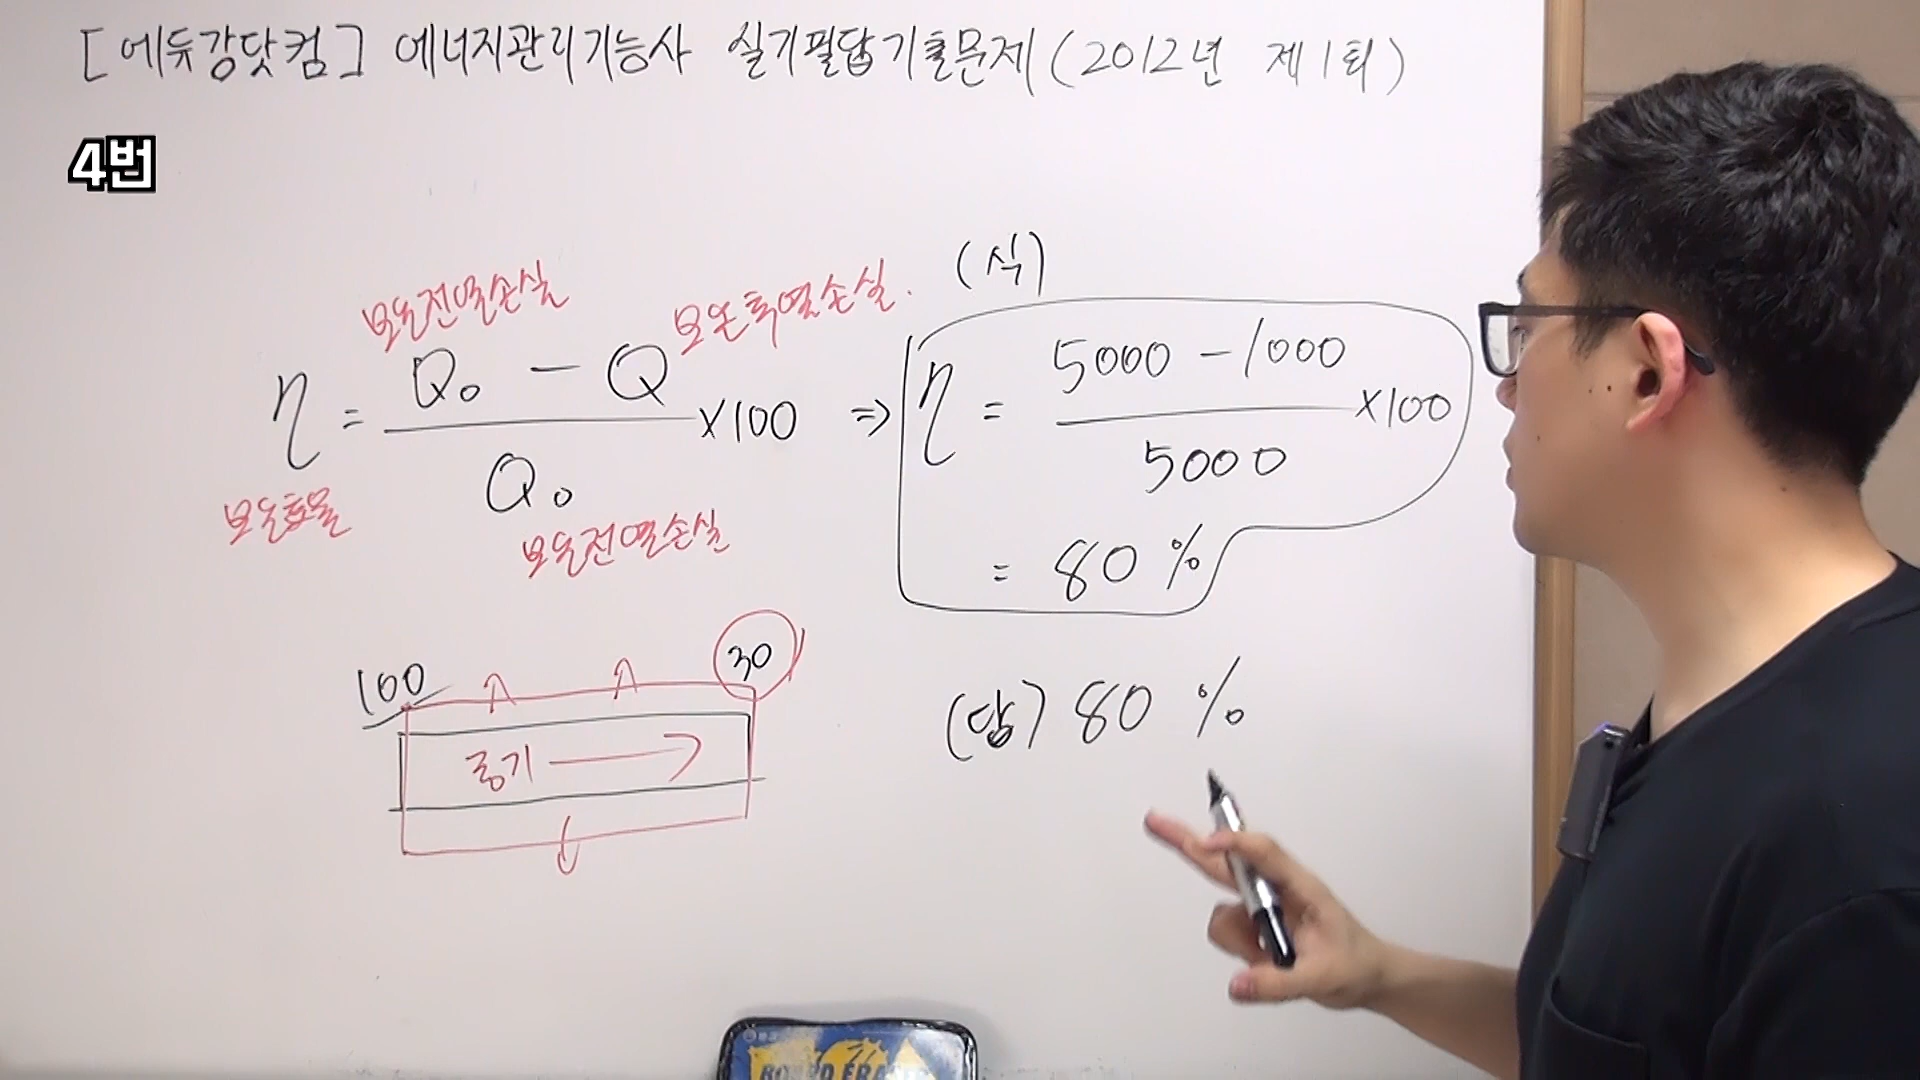 [에듀강닷컴] 에너지관리기능사 실기필답기출문제(2012년 제1회)
4번
보온전열손실
보온후열손실.
η = Q₀ - Q / Q₀ ×100
보온효율
보온전열손실
(식)
⇒ η = 5000 - 1000 / 5000 ×100
= 80 %
(답) 80 %
100
30
증기
BOARD ERA